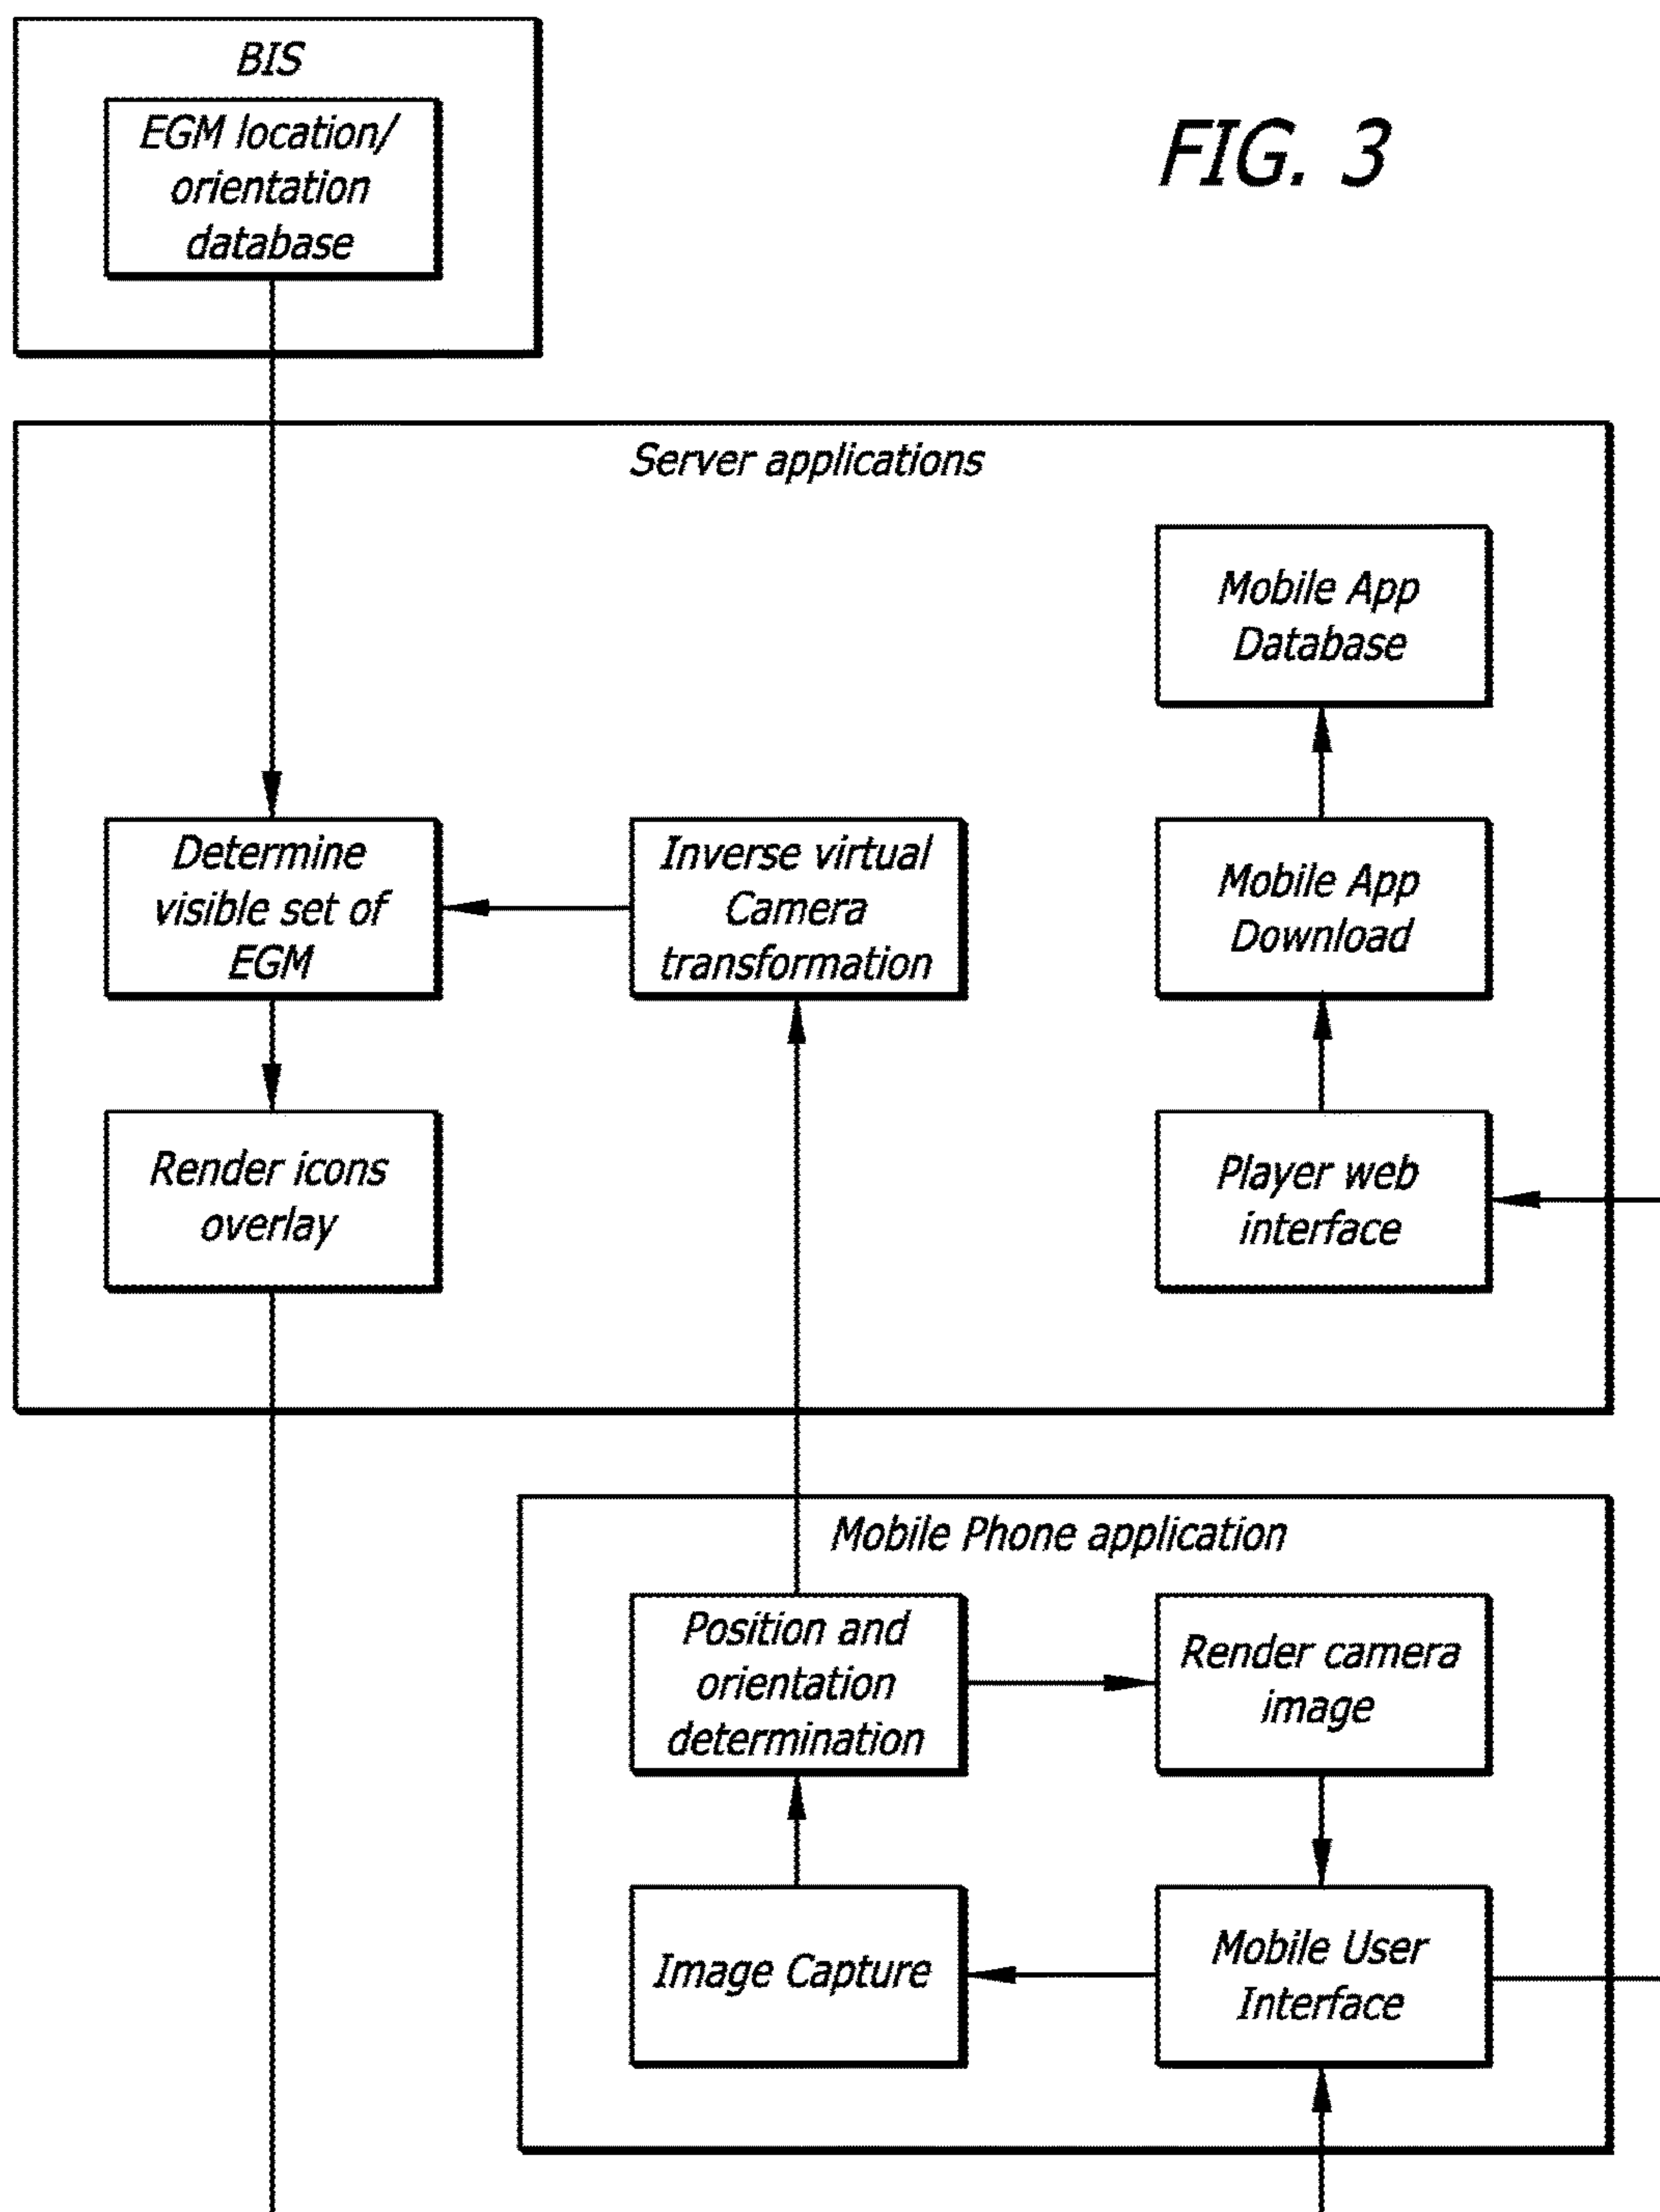 BIS
EGM location/
orientation
database
FIG. 3
Server applications
Mobile App
Database
Determine
visible set of
EGM
Inverse virtual
Camera
transformation
Mobile App
Download
Render icons
overlay
Player web
interface
Mobile Phone application
Position and
orientation
determination
Render camera
image
Image Capture
Mobile User
Interface